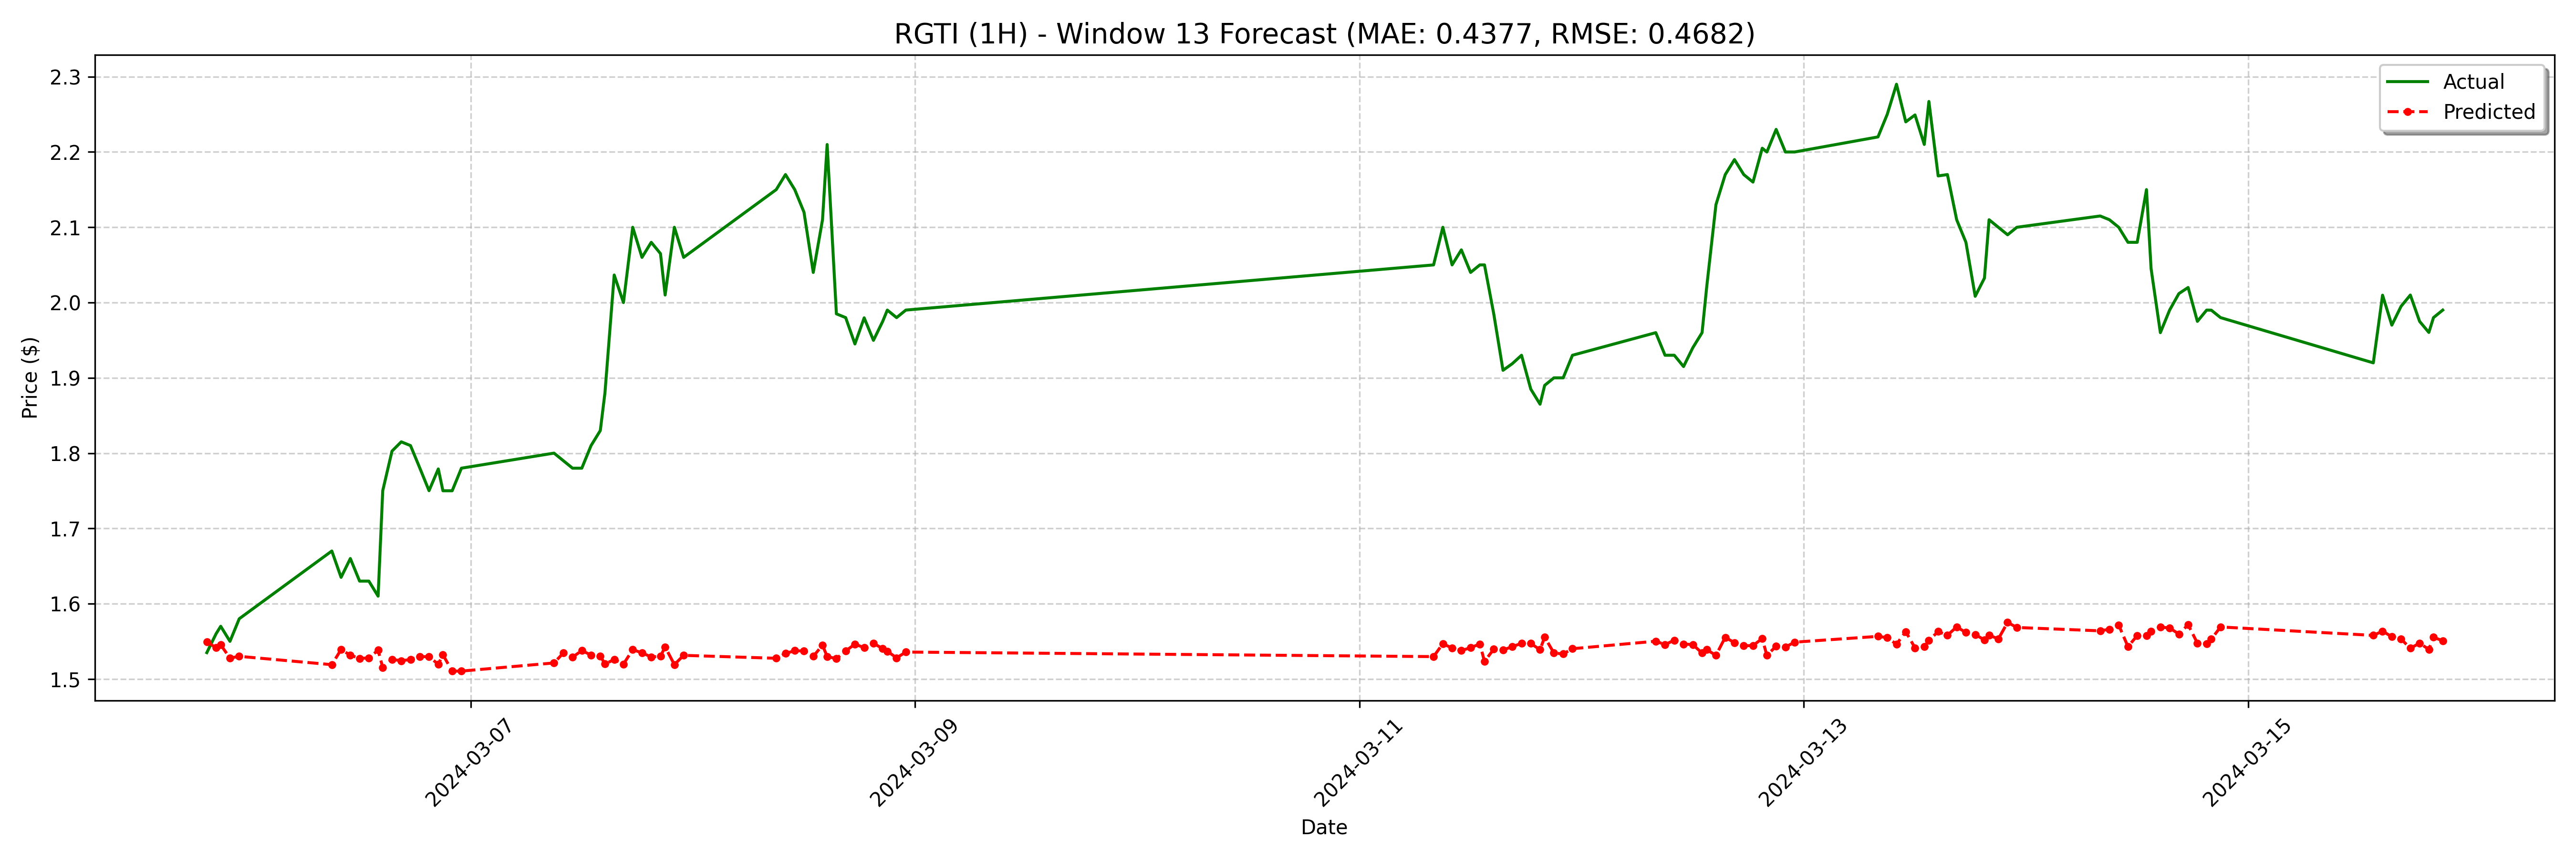 RGTI (1H) - Window 13 Forecast (MAE: 0.4377, RMSE: 0.4682)
Actual
Predicted
Price ($)
2.3
2.2
2.1
2.0
1.9
1.8
1.7
1.6
1.5
2024-03-07
2024-03-09
2024-03-11
2024-03-13
2024-03-15
Date